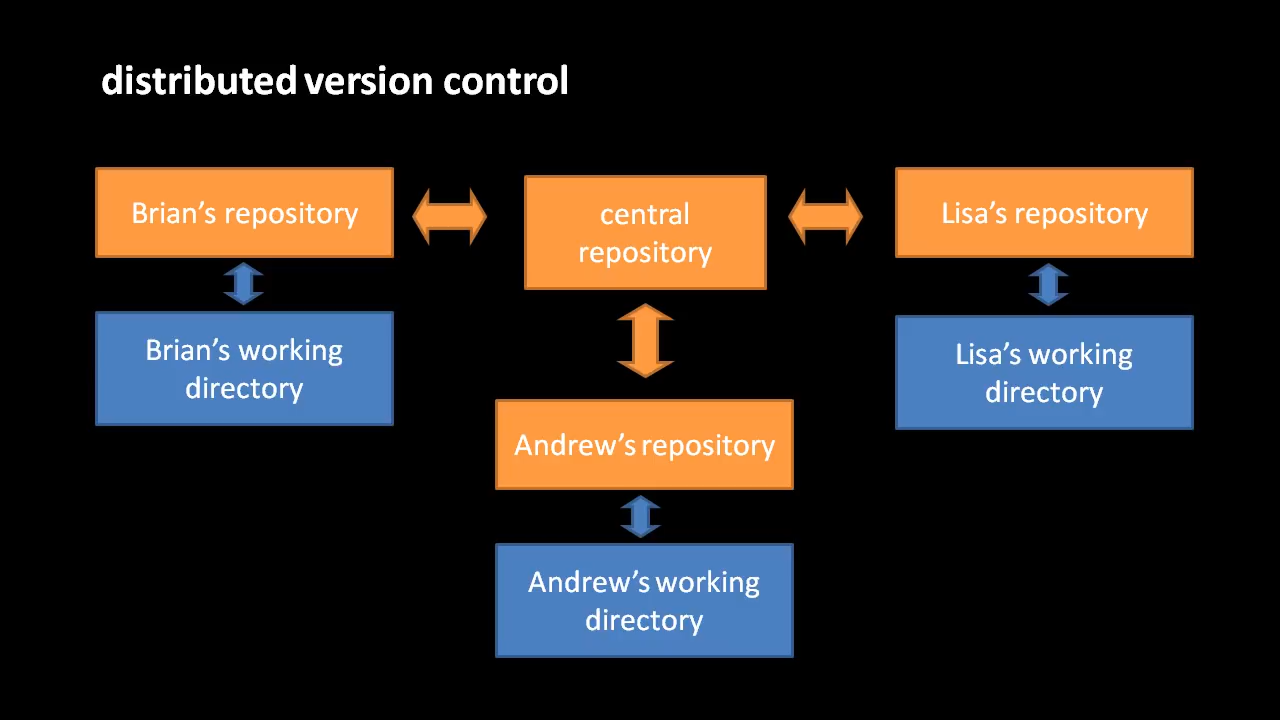 distributed version control
Brian’s repository
central
repository
Lisa’s repository
Brian’s working
directory
Lisa’s working
directory
Andrew’s repository
Andrew’s working
directory